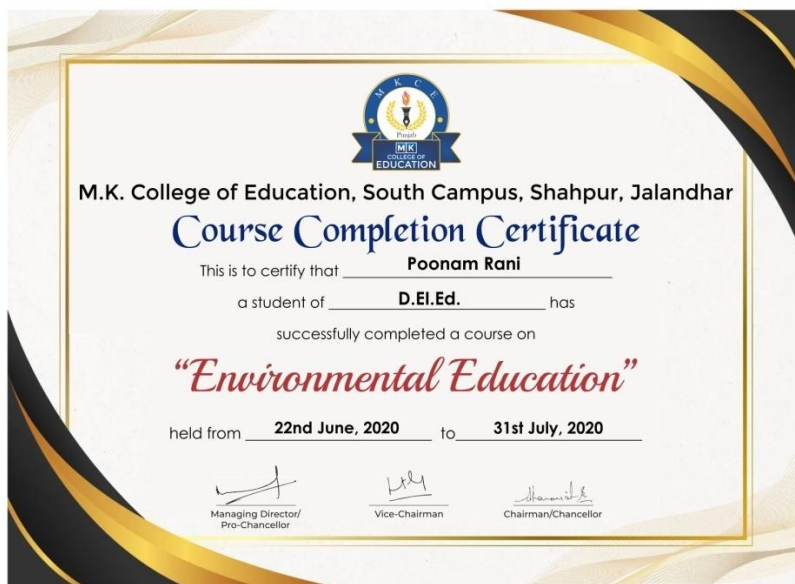 M K C E
Punjab
MK
COLLEGE OF
EDUCATION
M.K. College of Education, South Campus, Shahpur, Jalandhar
Course Completion Certificate
This is to certify that Poonam Rani
a student of D.El.Ed. has
successfully completed a course on
“Environmental Education”
held from 22nd June, 2020 to 31st July, 2020
Managing Director/ Vice-Chairman Chairman/Chancellor
Pro-Chancellor